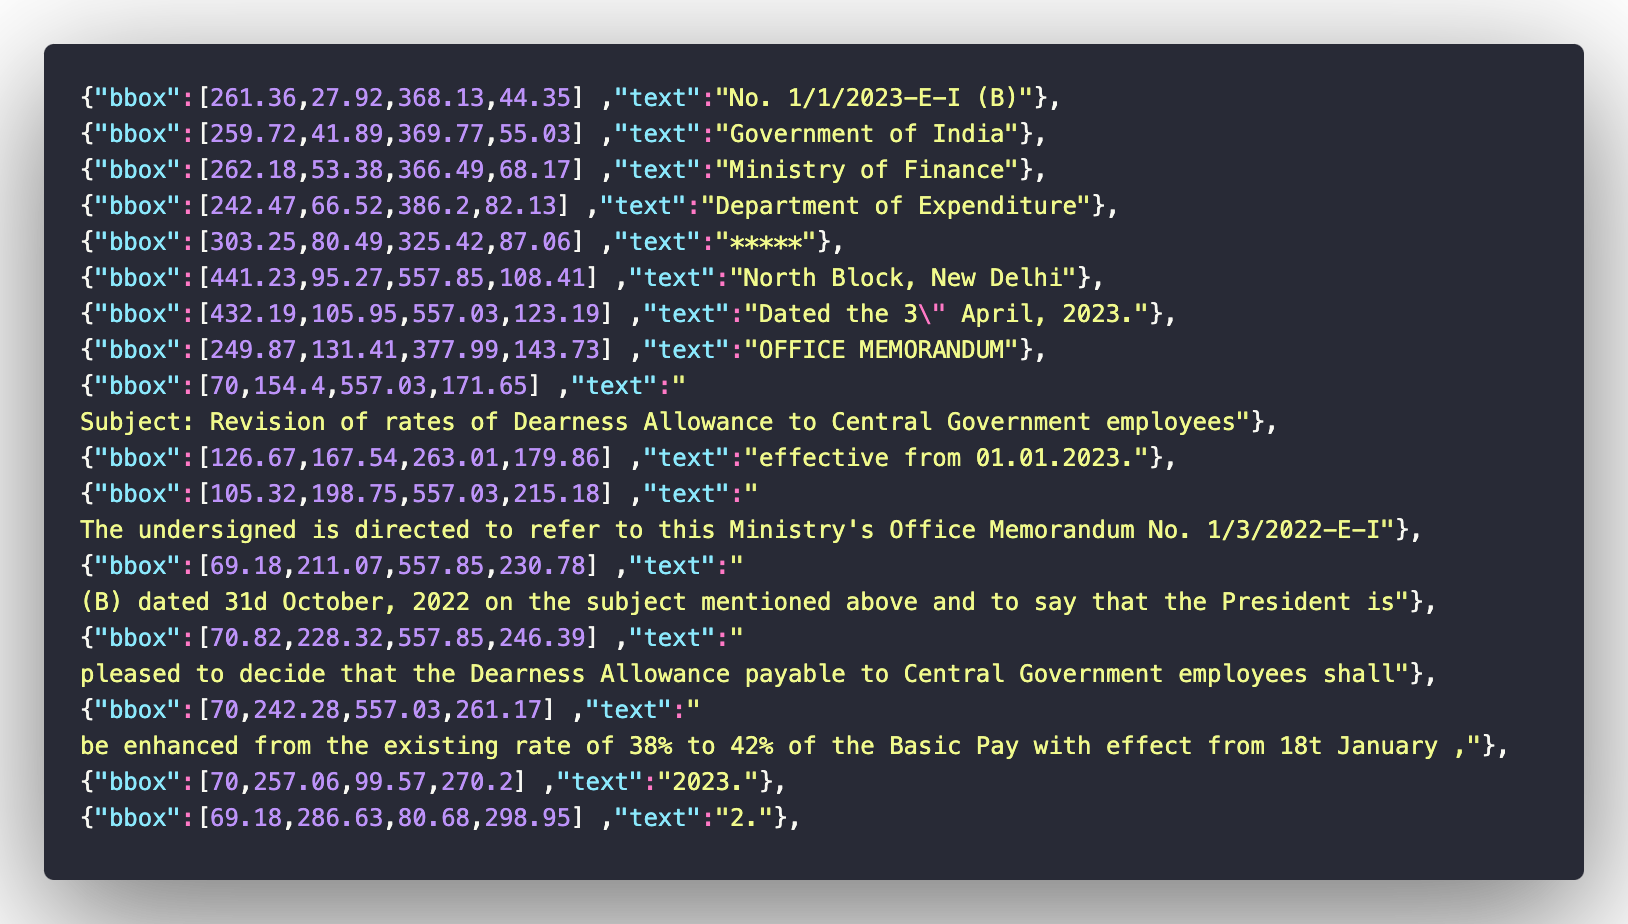 {"bbox":[261.36,27.92,368.13,44.35] ,"text":"No. 1/1/2023-E-I (B)"},
{"bbox":[259.72,41.89,369.77,55.03] ,"text":"Government of India"},
{"bbox":[262.18,53.38,366.49,68.17] ,"text":"Ministry of Finance"},
{"bbox":[242.47,66.52,386.2,82.13] ,"text":"Department of Expenditure"},
{"bbox":[303.25,80.49,325.42,87.06] ,"text":"*****"},
{"bbox":[441.23,95.27,557.85,108.41] ,"text":"North Block, New Delhi"},
{"bbox":[432.19,105.95,557.03,123.19] ,"text":"Dated the 3\" April, 2023."},
{"bbox":[249.87,131.41,377.99,143.73] ,"text":"OFFICE MEMORANDUM"},
{"bbox":[70,154.4,557.03,171.65] ,"text":"
Subject: Revision of rates of Dearness Allowance to Central Government employees"},
{"bbox":[126.67,167.54,263.01,179.86] ,"text":"effective from 01.01.2023."},
{"bbox":[105.32,198.75,557.03,215.18] ,"text":"
The undersigned is directed to refer to this Ministry's Office Memorandum No. 1/3/2022-E-I"},
{"bbox":[69.18,211.07,557.85,230.78] ,"text":"
(B) dated 31d October, 2022 on the subject mentioned above and to say that the President is"},
{"bbox":[70.82,228.32,557.85,246.39] ,"text":"
pleased to decide that the Dearness Allowance payable to Central Government employees shall"},
{"bbox":[70,242.28,557.03,261.17] ,"text":"
be enhanced from the existing rate of 38% to 42% of the Basic Pay with effect from 18t January ,"},
{"bbox":[70,257.06,99.57,270.2] ,"text":"2023."},
{"bbox":[69.18,286.63,80.68,298.95] ,"text":"2."},